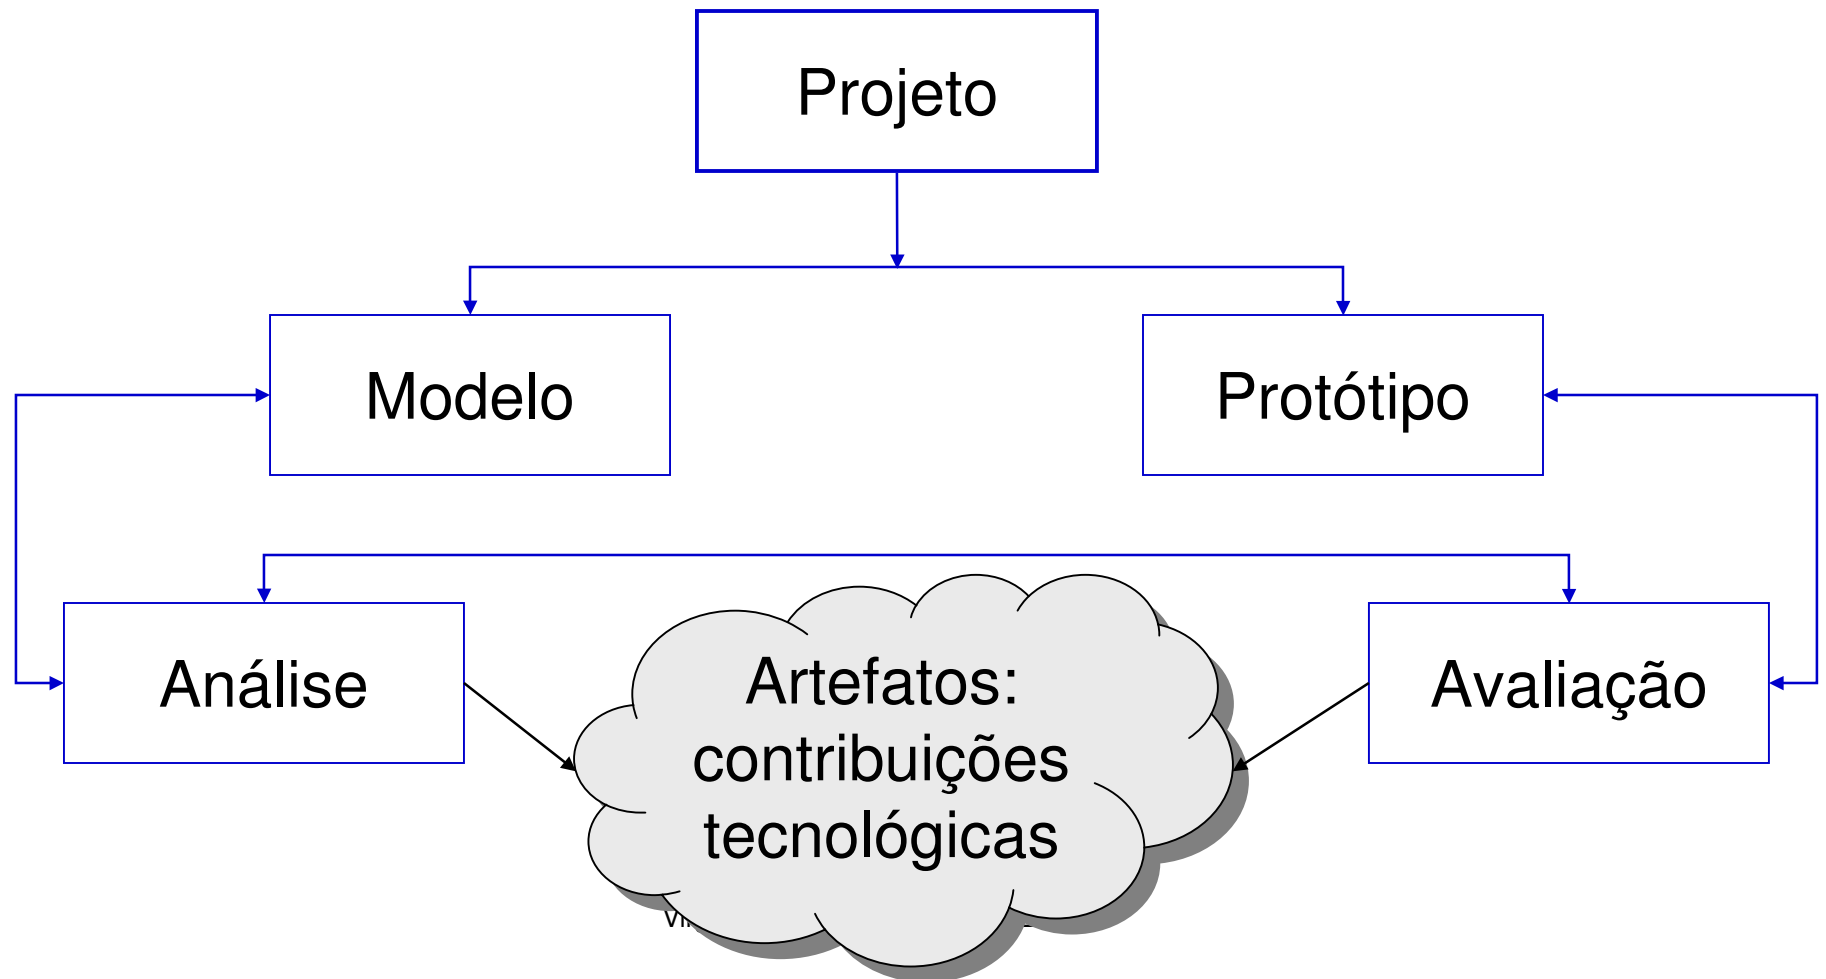 Projeto
Modelo
Protótipo
Análise
Artefatos:
contribuições
tecnológicas
Avaliação